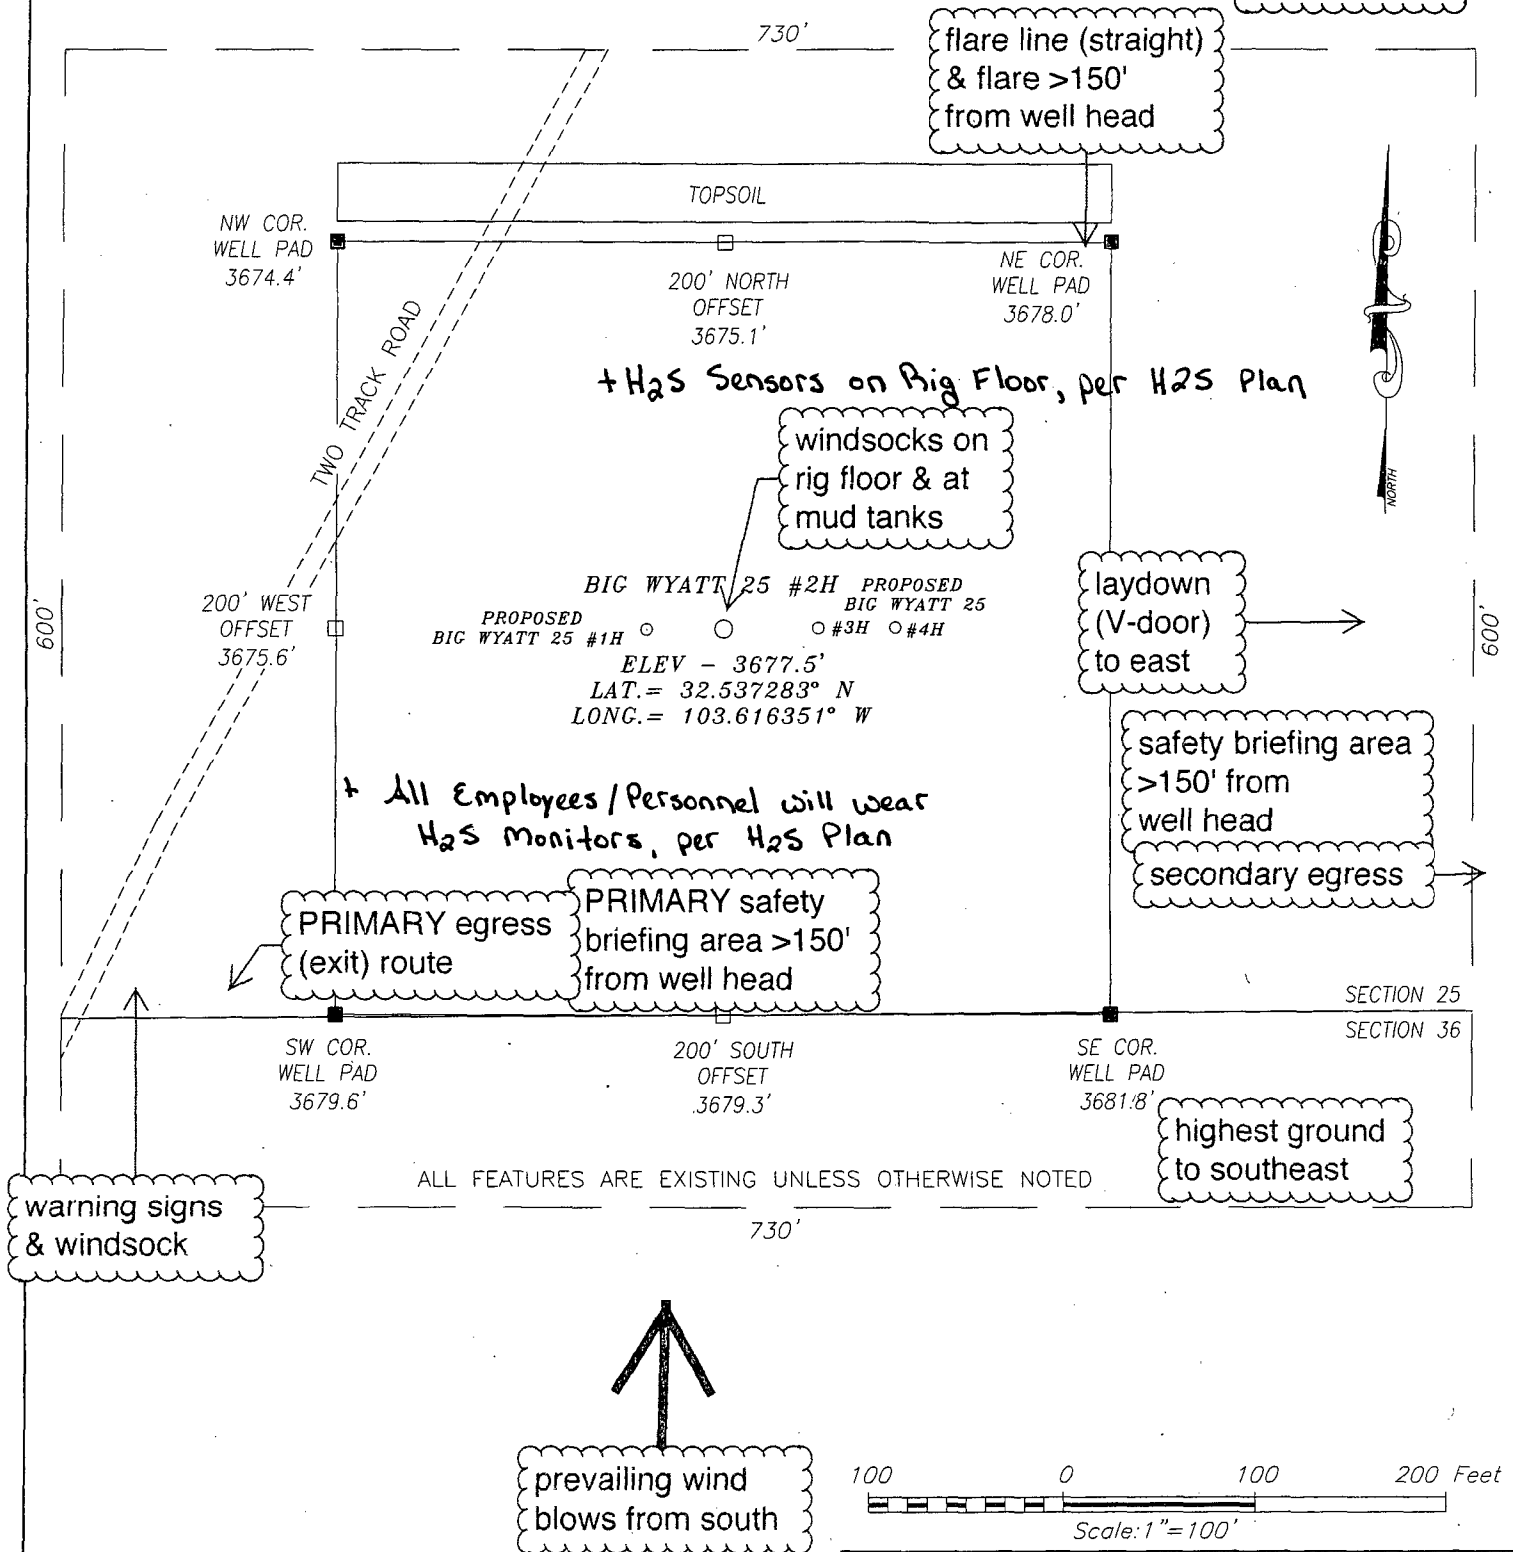 730'
flare line (straight)
& flare >150'
from well head
TOPSOIL
NW COR.
WELL PAD
3674.4'
200' NORTH
OFFSET
3675.1'
NE COR.
WELL PAD
3678.0'
NORTH
TWO TRACK ROAD
+ H2S Sensors on Rig Floor, per H2S Plan
windsocks on
rig floor & at
mud tanks
600'
200' WEST
OFFSET
3675.6'
BIG WYATT 25 #2H
PROPOSED
BIG WYATT 25 #1H
PROPOSED
BIG WYATT 25
#3H
#4H
ELEV - 3677.5'
LAT.= 32.537283° N
LONG.= 103.616351° W
laydown
(V-door)
to east
600'
safety briefing area
>150' from
well head
secondary egress
+ All Employees/Personnel will wear
H2S Monitors, per H2S Plan
PRIMARY egress
(exit) route
PRIMARY safety
briefing area >150'
from well head
SECTION 25
SECTION 36
SW COR.
WELL PAD
3679.6'
200' SOUTH
OFFSET
3679.3'
SE COR.
WELL PAD
3681.8'
highest ground
to southeast
ALL FEATURES ARE EXISTING UNLESS OTHERWISE NOTED
warning signs
& windsock
730'
prevailing wind
blows from south
100 0 100 200 Feet
Scale:1"=100'